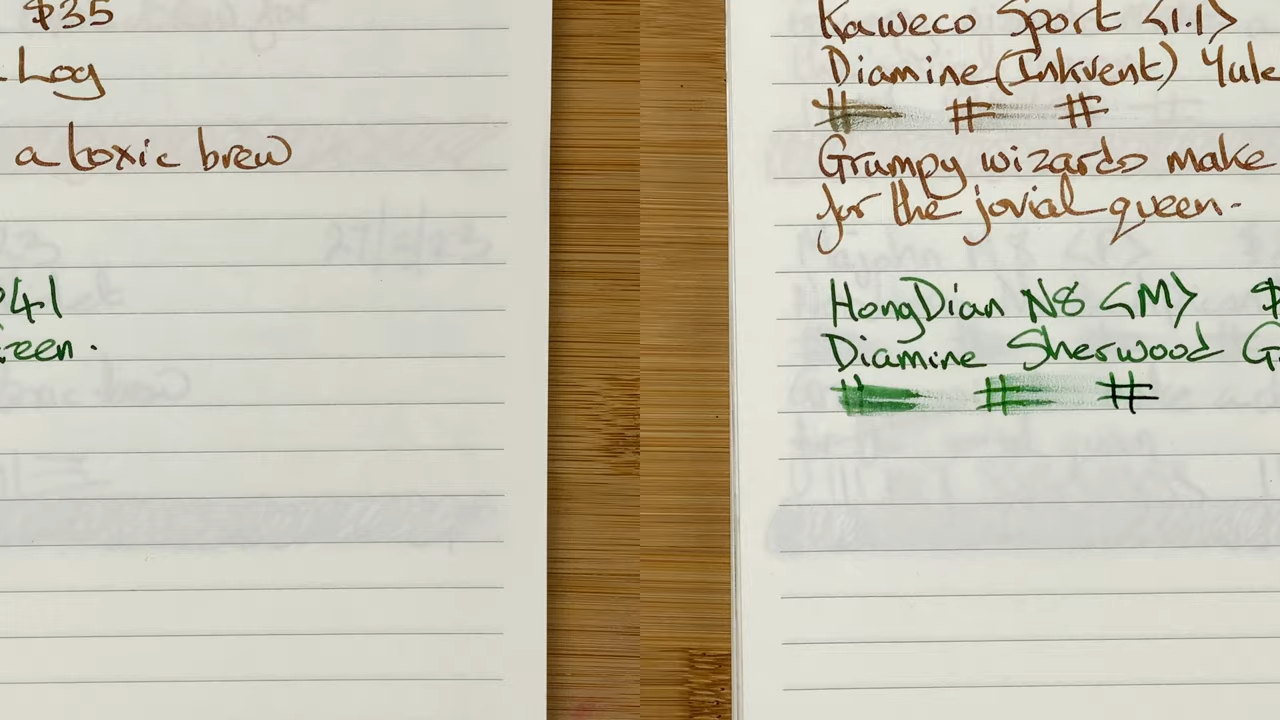 $35
Log
a toxic brew
41
een.
Kaweco Sport <1.1>
Diamine (Inkvent) Yule
# # #
Grumpy wizards make
for the jovial queen.
HongDian N8 <M> $
Diamine Sherwood G
# # #